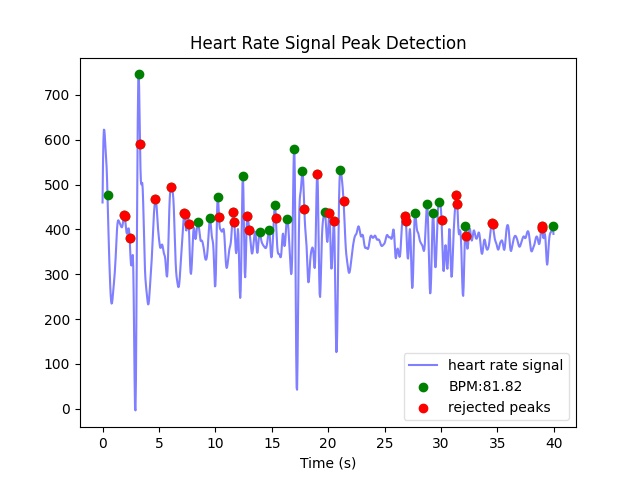 Heart Rate Signal Peak Detection
700
600
500
400
300
200
100
0
heart rate signal
BPM:81.82
rejected peaks
0 5 10 15 20 25 30 35 40
Time (s)